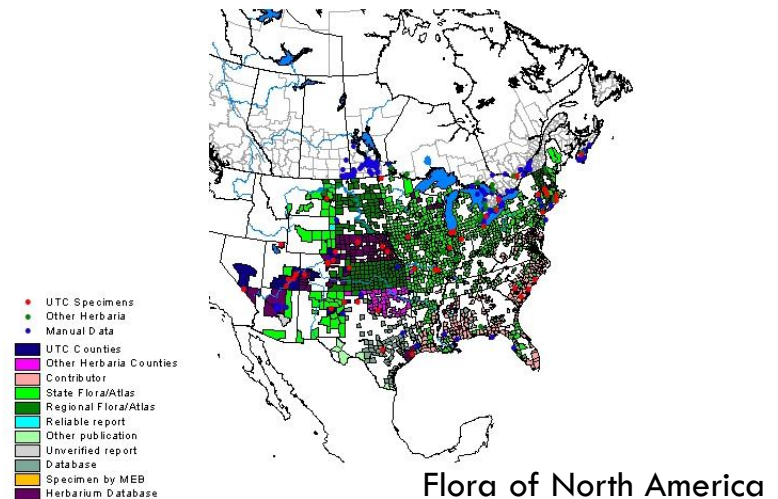 UTC Specimens
Other Herbaria
Manual Data
UTC Counties
Other Herbaria Counties
Contributor
State Flora/Atlas
Regional Flora/Atlas
Reliable report
Other publication
Unverified report
Database
Specimen by MEB
Herbarium Database
Flora of North America